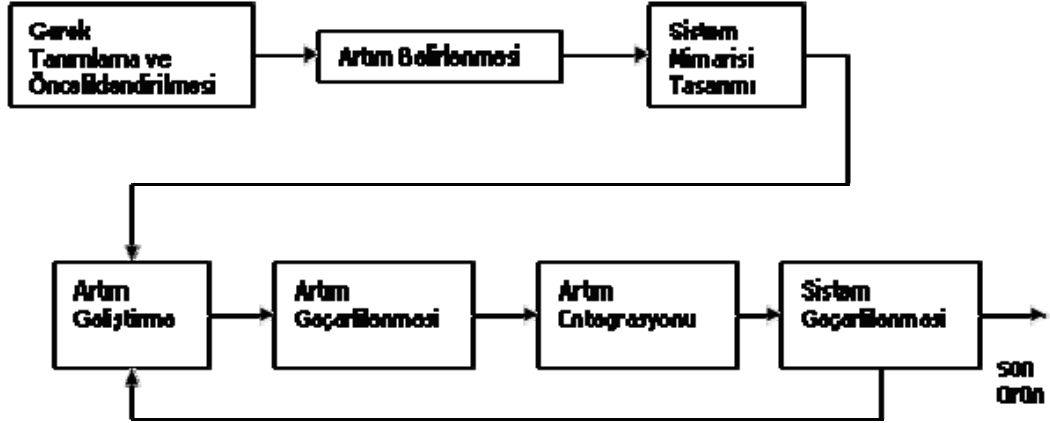 Gerek
Tanımlama ve
Önceliklendirilmesi
Artım Belirlenmesi
Sistem
Mimarisi
Tasarımı
Artım
Geliştirme
Artım
Geçerlilenmesi
Artım
Entegrasyonu
Sistem
Geçerlilenmesi
son
ürün